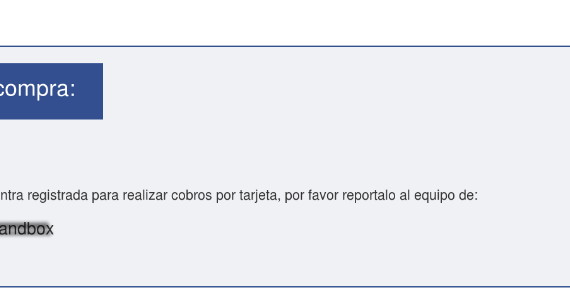 compra:
ntra registrada para realizar cobros por tarjeta, por favor reportalo al equipo de:
andbox